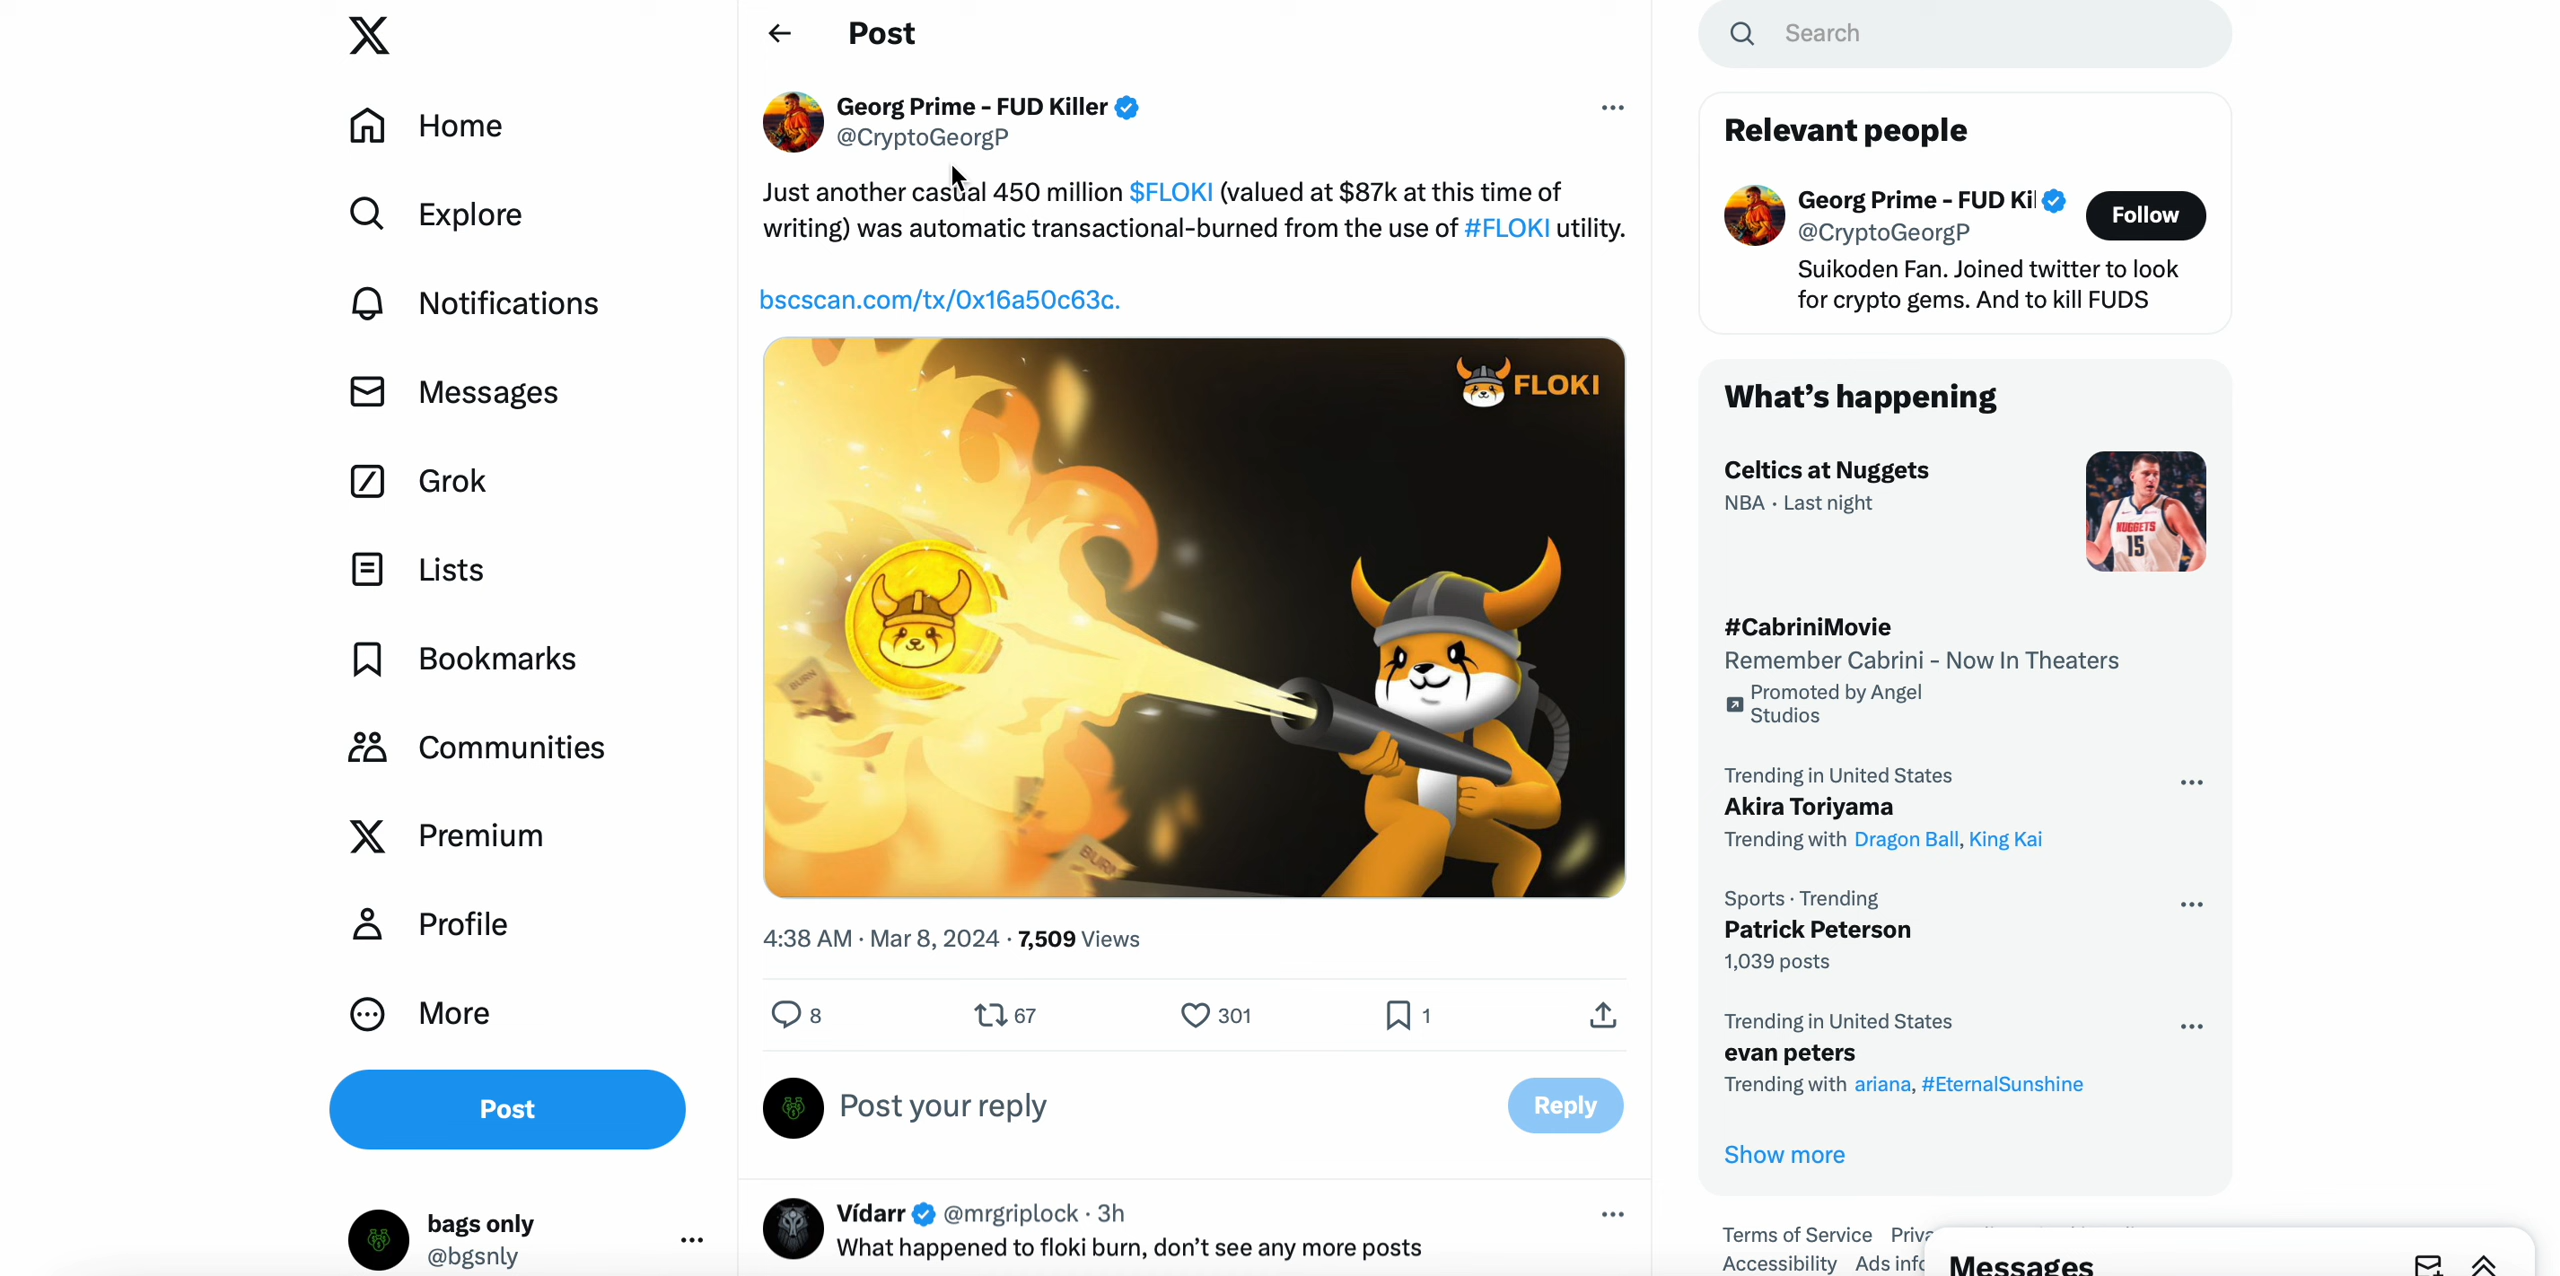 Home
Explore
Notifications
Messages
Grok
Lists
Bookmarks
Communities
Premium
Profile
More
Post
bags only
@bgsnly
Post
Georg Prime - FUD Killer
@CryptoGeorgP
Just another casual 450 million $FLOKI (valued at $87k at this time of
writing) was automatic transactional-burned from the use of #FLOKI utility.
bscscan.com/tx/0x16a50c63c.
FLOKI
BURN
BURN
4:38 AM · Mar 8, 2024 · 7,509 Views
8 67 301 1
Post your reply
Reply
Vídarr @mrgriplock · 3h
What happened to floki burn, don’t see any more posts
Search
Relevant people
Georg Prime - FUD Kil
@CryptoGeorgP
Follow
Suikoden Fan. Joined twitter to look
for crypto gems. And to kill FUDS
What’s happening
Celtics at Nuggets
NBA · Last night
NUGGETS
15
#CabriniMovie
Remember Cabrini - Now In Theaters
Promoted by Angel
Studios
Trending in United States
Akira Toriyama
Trending with Dragon Ball, King Kai
Sports · Trending
Patrick Peterson
1,039 posts
Trending in United States
evan peters
Trending with ariana, #EternalSunshine
Show more
Terms of Service Priva
Accessibility Ads info
Messages